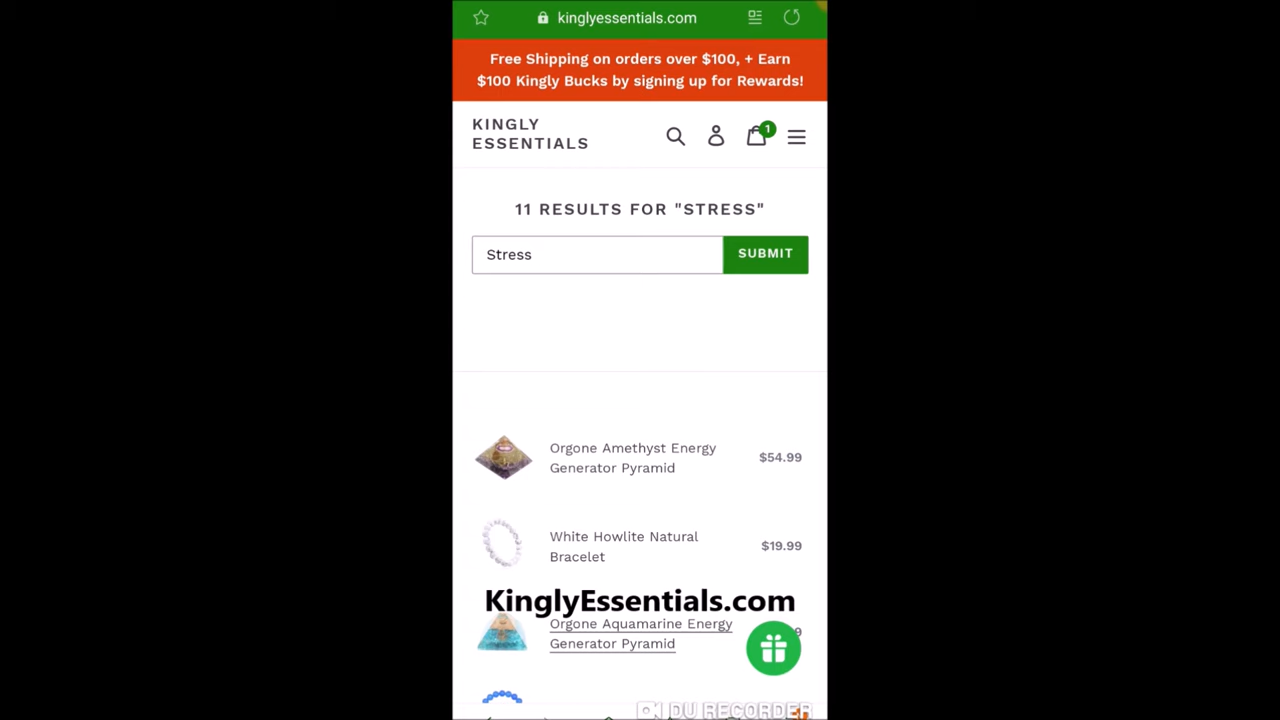 kinglyessentials.com
Free Shipping on orders over $100, + Earn
$100 Kingly Bucks by signing up for Rewards!
KINGLY
ESSENTIALS
1
11 RESULTS FOR "STRESS"
Stress
SUBMIT
Orgone Amethyst Energy
Generator Pyramid
$54.99
White Howlite Natural
Bracelet
$19.99
KinglyEssentials.com
Orgone Aquamarine Energy
Generator Pyramid
9
DU RECORDER